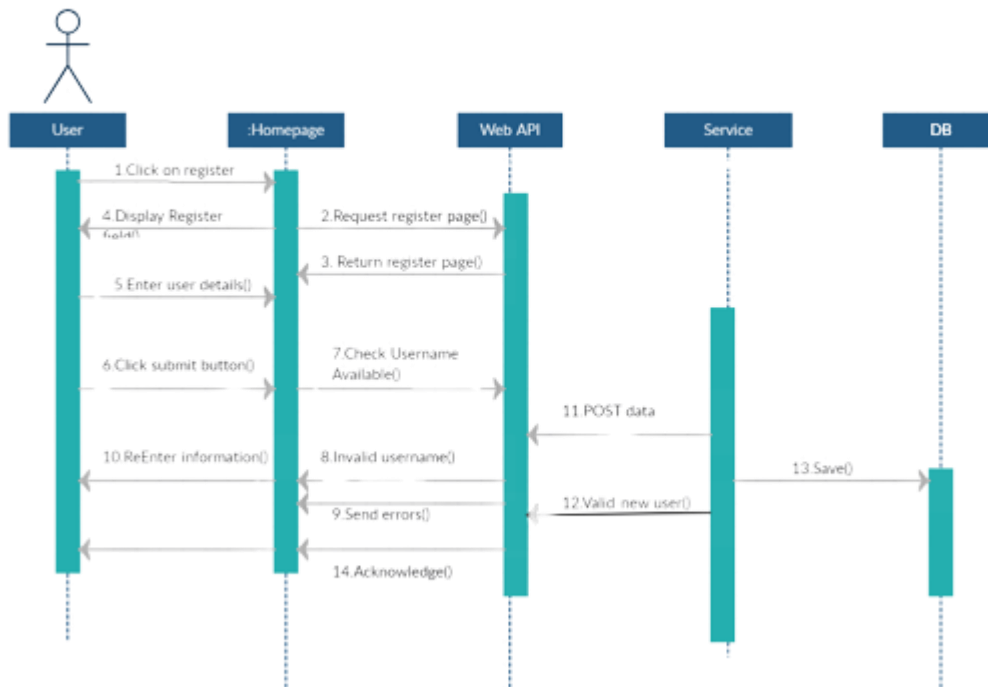 User
:Homepage
Web API
Service
DB
1.Click on register
4.Display Register
2.Request register page()
3. Return register page()
5.Enter user details()
6.Click submit button()
7.Check Username
Available()
11.POST data
10.ReEnter information()
8.Invalid username()
13.Save()
12.Valid new user()
9.Send errors()
14.Acknowledge()